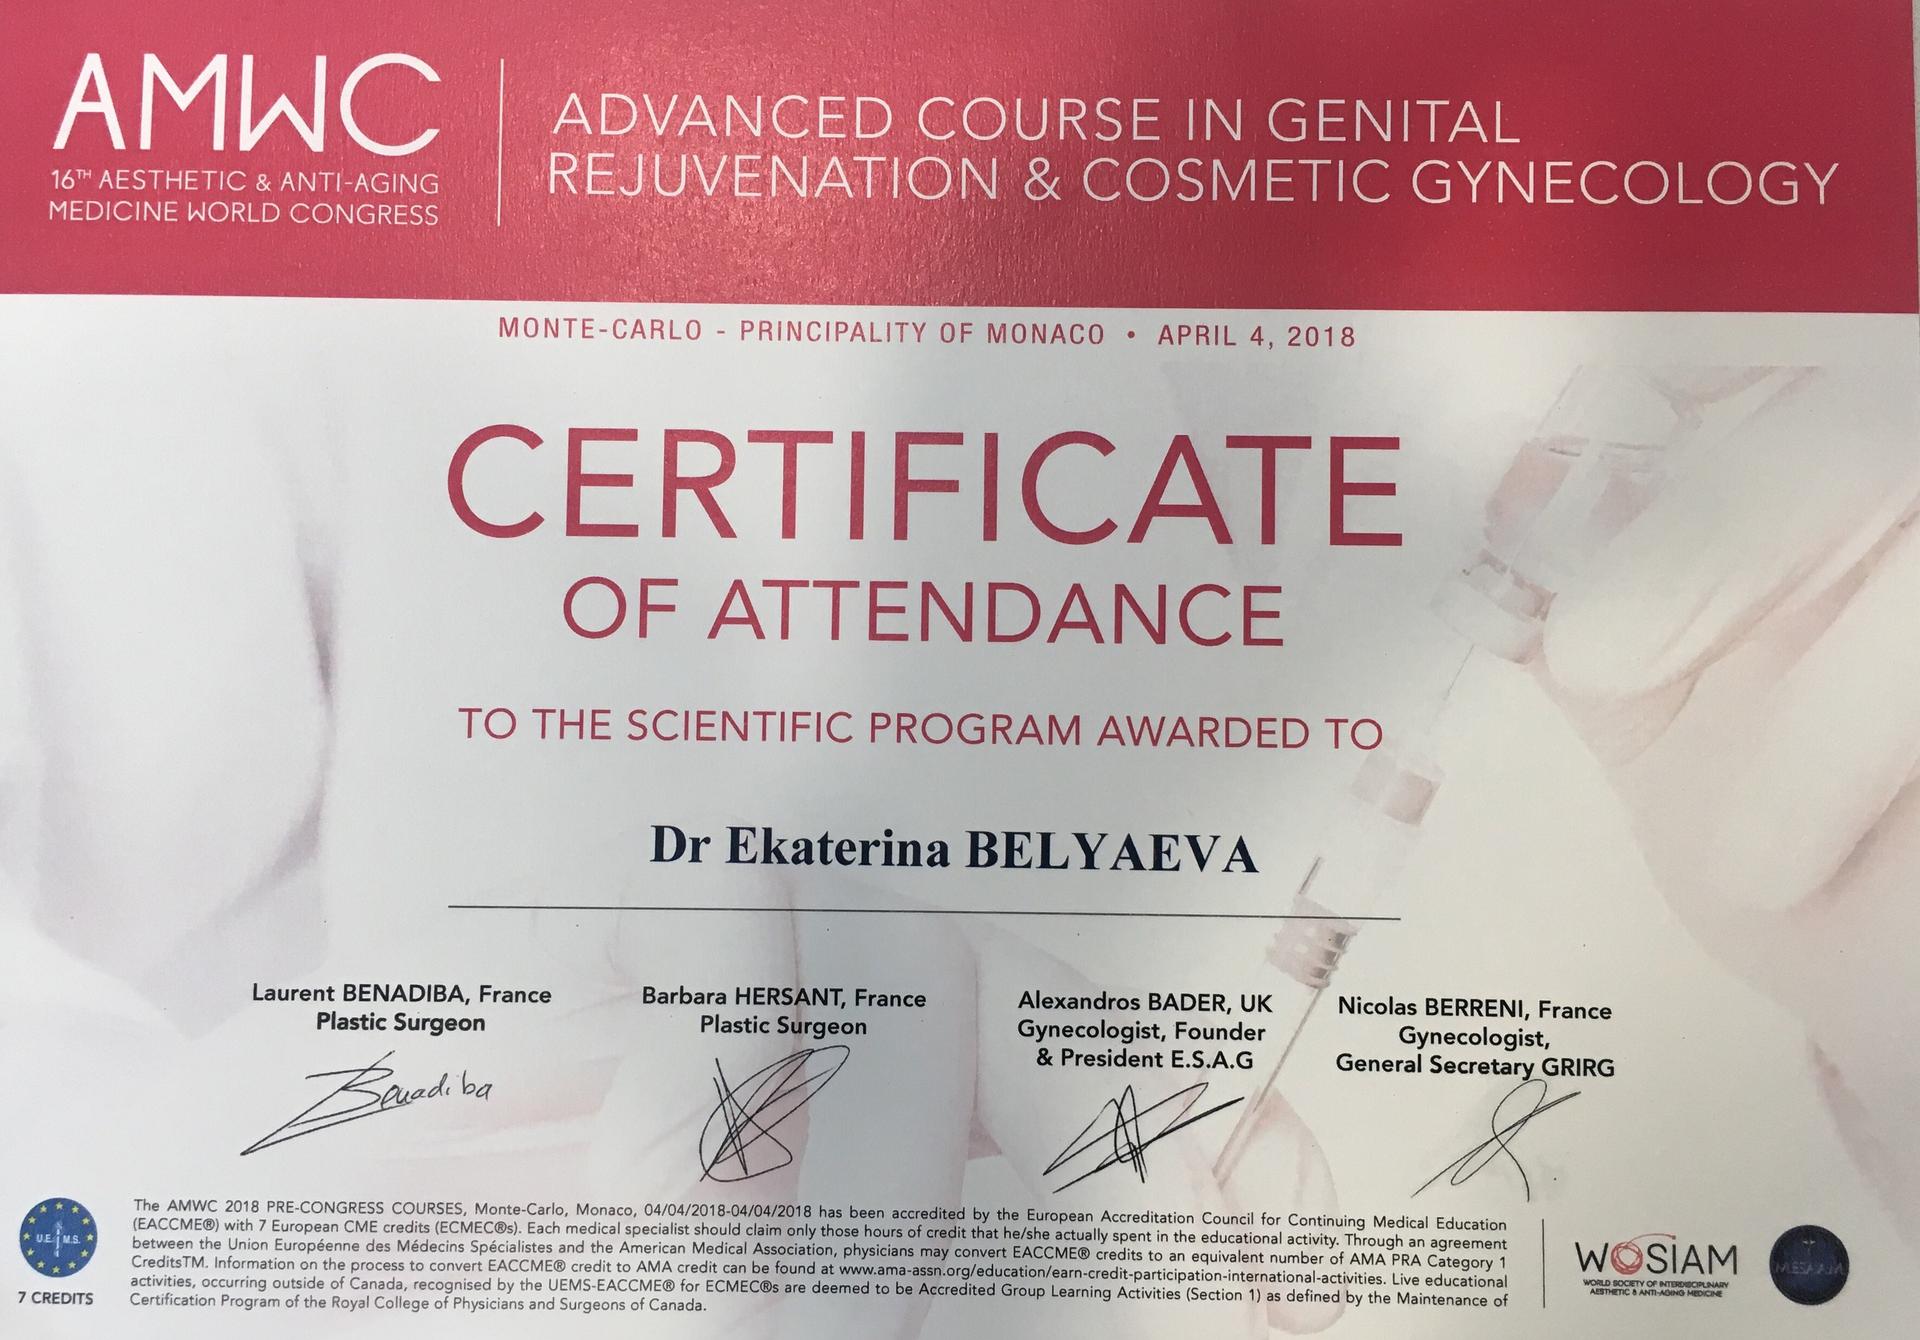 AMWC
16TH AESTHETIC & ANTI-AGING
MEDICINE WORLD CONGRESS
ADVANCED COURSE IN GENITAL
REJUVENATION & COSMETIC GYNECOLOGY
MONTE-CARLO - PRINCIPALITY OF MONACO • APRIL 4, 2018
CERTIFICATE
OF ATTENDANCE
TO THE SCIENTIFIC PROGRAM AWARDED TO
Dr Ekaterina BELYAEVA
Laurent BENADIBA, France
Plastic Surgeon
Benadiba
Barbara HERSANT, France
Plastic Surgeon
Alexandros BADER, UK
Gynecologist, Founder
& President E.S.A.G
Nicolas BERRENI, France
Gynecologist,
General Secretary GRIRG
U.E.M.S.
7 CREDITS
The AMWC 2018 PRE-CONGRESS COURSES, Monte-Carlo, Monaco, 04/04/2018-04/04/2018 has been accredited by the European Accreditation Council for Continuing Medical Education
(EACCME®) with 7 European CME credits (ECMEC®s). Each medical specialist should claim only those hours of credit that he/she actually spent in the educational activity. Through an agreement
between the Union Européenne des Médecins Spécialistes and the American Medical Association, physicians may convert EACCME® credits to an equivalent number of AMA PRA Category 1
CreditsTM. Information on the process to convert EACCME® credit to AMA credit can be found at www.ama-assn.org/education/earn-credit-participation-international-activities. Live educational
activities, occurring outside of Canada, recognised by the UEMS-EACCME® for ECMEC®s are deemed to be Accredited Group Learning Activities (Section 1) as defined by the Maintenance of
Certification Program of the Royal College of Physicians and Surgeons of Canada.
WOSIAM
WORLD SOCIETY OF INTERDISCIPLINARY
AESTHETIC & ANTI-AGING MEDICINE